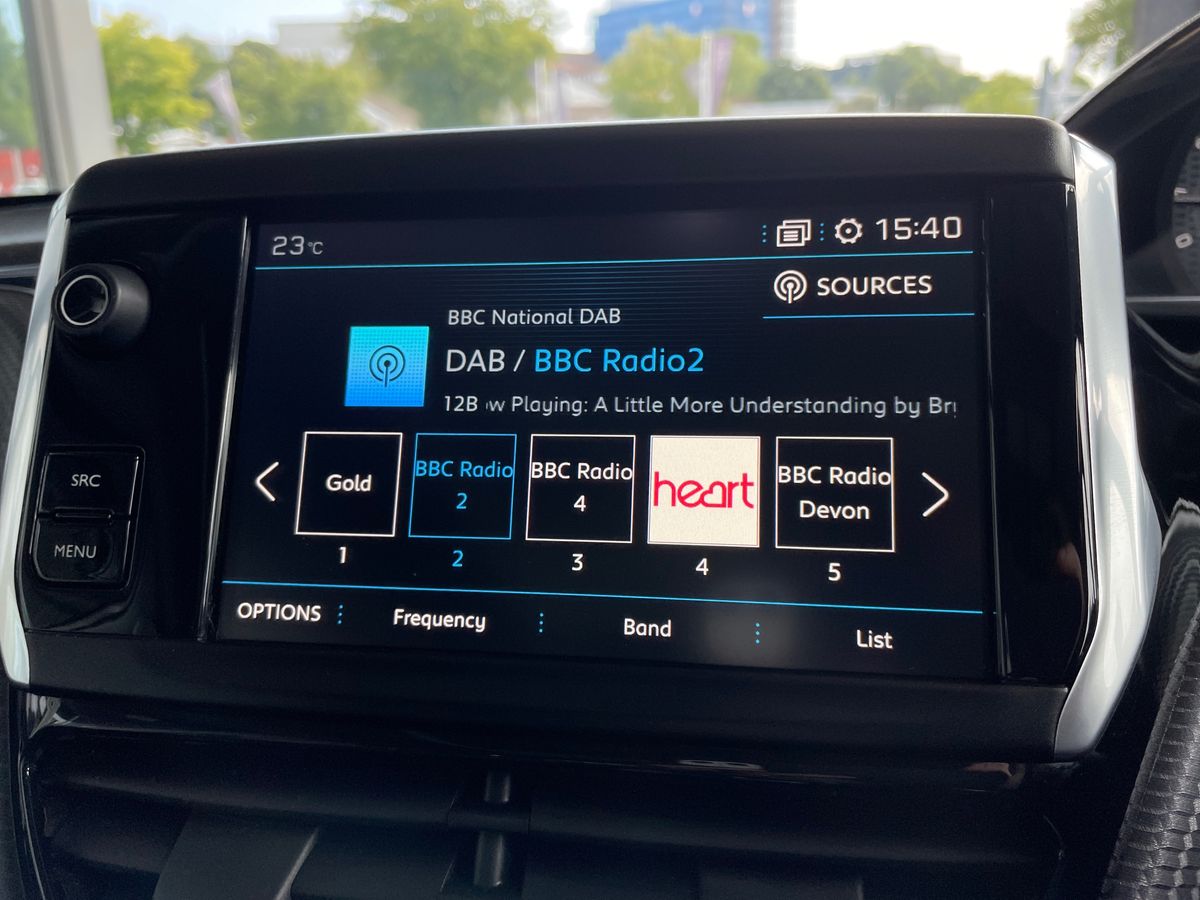 23°C 15:40
SOURCES
BBC National DAB
DAB / BBC Radio2
12B w Playing: A Little More Understanding by
SRC
MENU
Gold
BBC Radio
2
BBC Radio
4
heart
BBC Radio
Devon
1 2 3 4 5
OPTIONS Frequency Band List